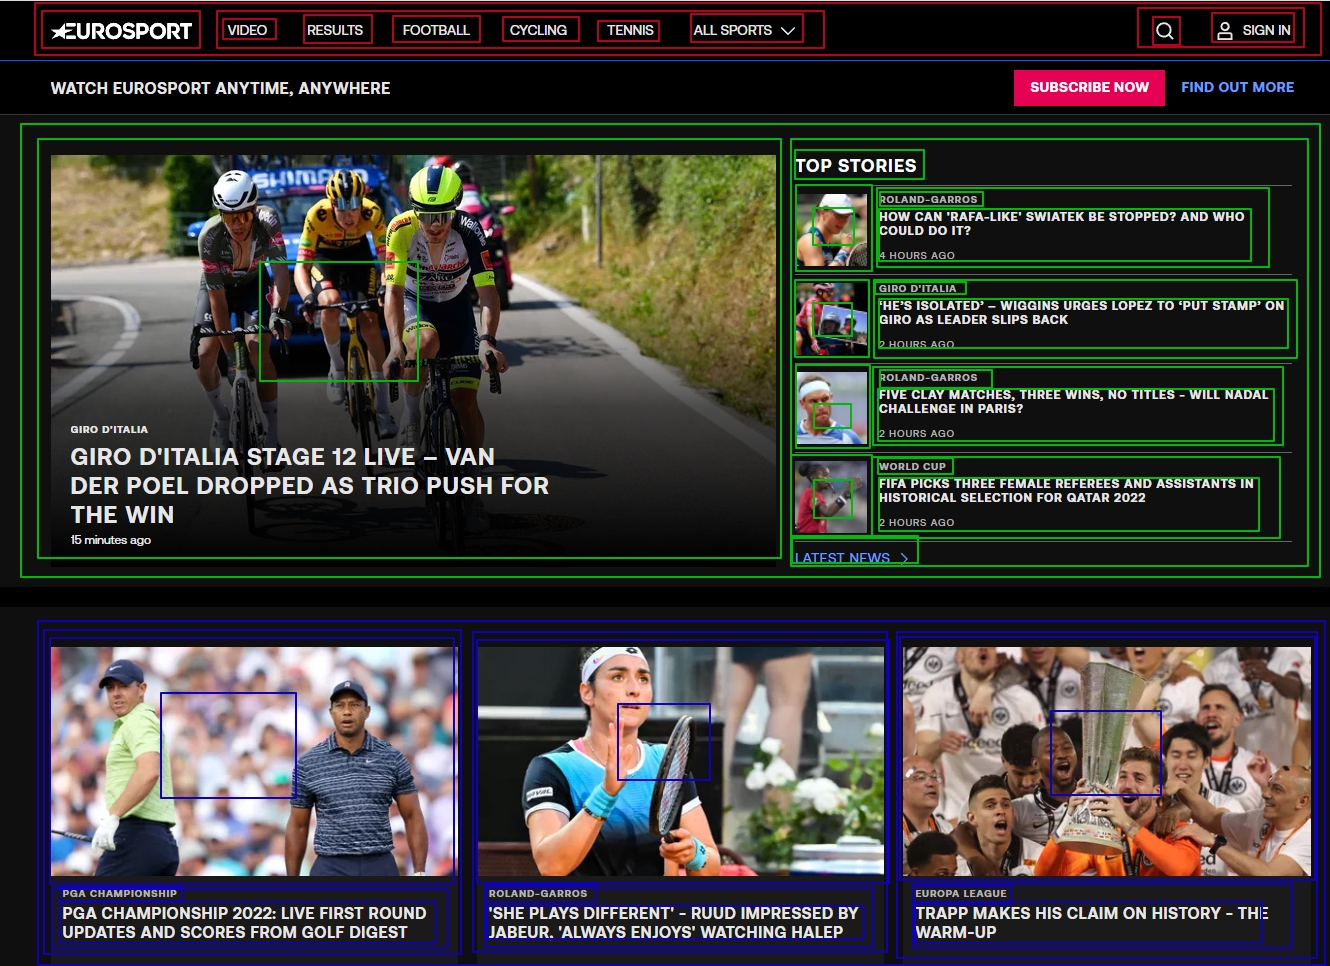 EUROSPORT
VIDEO
RESULTS
FOOTBALL
CYCLING
TENNIS
ALL SPORTS
SIGN IN
WATCH EUROSPORT ANYTIME, ANYWHERE
SUBSCRIBE NOW
FIND OUT MORE
SHIMANO
GIRO D'ITALIA
GIRO D'ITALIA STAGE 12 LIVE – VAN
DER POEL DROPPED AS TRIO PUSH FOR
THE WIN
15 minutes ago
TOP STORIES
ROLAND-GARROS
HOW CAN 'RAFA-LIKE' SWIATEK BE STOPPED? AND WHO
COULD DO IT?
4 HOURS AGO
GIRO D'ITALIA
‘HE’S ISOLATED’ – WIGGINS URGES LOPEZ TO ‘PUT STAMP’ ON
GIRO AS LEADER SLIPS BACK
2 HOURS AGO
ROLAND-GARROS
FIVE CLAY MATCHES, THREE WINS, NO TITLES - WILL NADAL
CHALLENGE IN PARIS?
2 HOURS AGO
WORLD CUP
FIFA PICKS THREE FEMALE REFEREES AND ASSISTANTS IN
HISTORICAL SELECTION FOR QATAR 2022
2 HOURS AGO
LATEST NEWS
PGA CHAMPIONSHIP
PGA CHAMPIONSHIP 2022: LIVE FIRST ROUND
UPDATES AND SCORES FROM GOLF DIGEST
ROLAND-GARROS
'SHE PLAYS DIFFERENT' - RUUD IMPRESSED BY
JABEUR, 'ALWAYS ENJOYS' WATCHING HALEP
EUROPA LEAGUE
TRAPP MAKES HIS CLAIM ON HISTORY - THE
WARM-UP